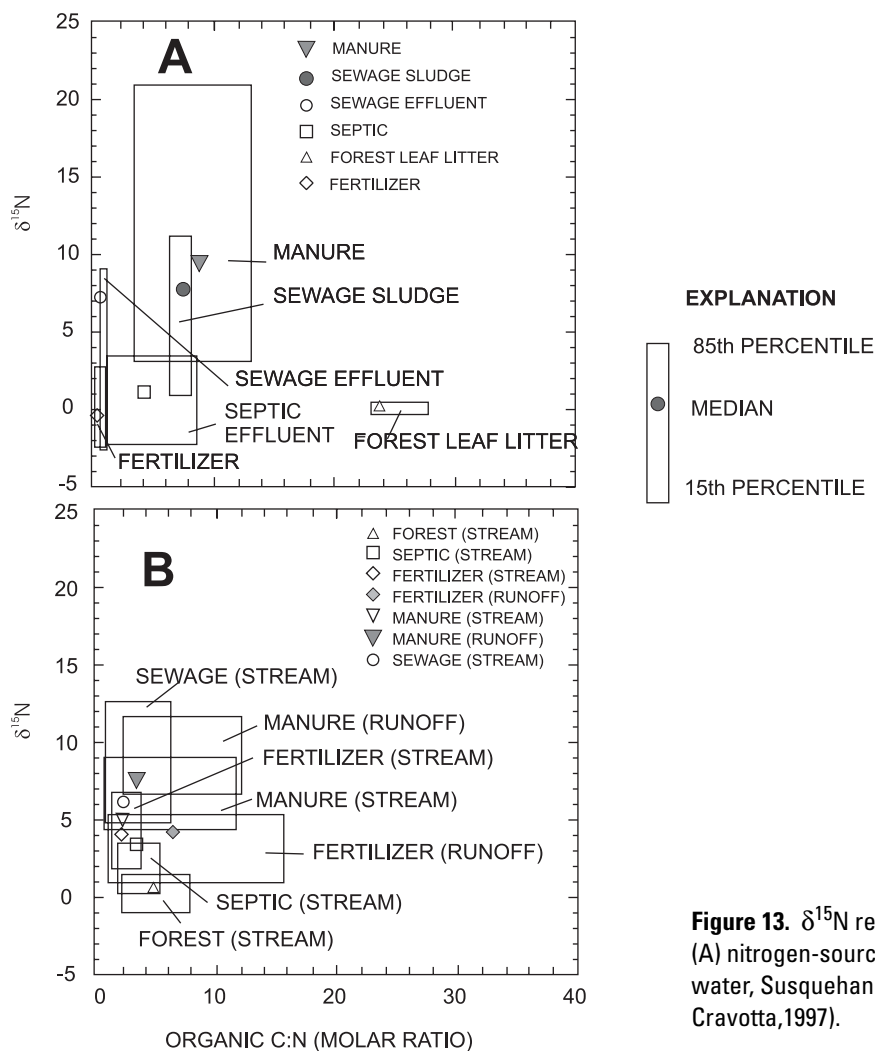 A
MANURE
SEWAGE SLUDGE
SEWAGE EFFLUENT
SEPTIC
FOREST LEAF LITTER
FERTILIZER
25
20
15
10
5
0
-5
δ15N
MANURE
SEWAGE SLUDGE
SEWAGE EFFLUENT
SEPTIC
EFFLUENT
FOREST LEAF LITTER
FERTILIZER
EXPLANATION
85th PERCENTILE
MEDIAN
15th PERCENTILE
B
FOREST (STREAM)
SEPTIC (STREAM)
FERTILIZER (STREAM)
FERTILIZER (RUNOFF)
MANURE (STREAM)
MANURE (RUNOFF)
SEWAGE (STREAM)
25
20
15
10
5
0
-5
δ15N
SEWAGE (STREAM)
MANURE (RUNOFF)
FERTILIZER (STREAM)
MANURE (STREAM)
FERTILIZER (RUNOFF)
SEPTIC (STREAM)
FOREST (STREAM)
0 10 20 30 40
ORGANIC C:N (MOLAR RATIO)
Figure 13. δ15N re
(A) nitrogen-sourc
water, Susquehan
Cravotta,1997).